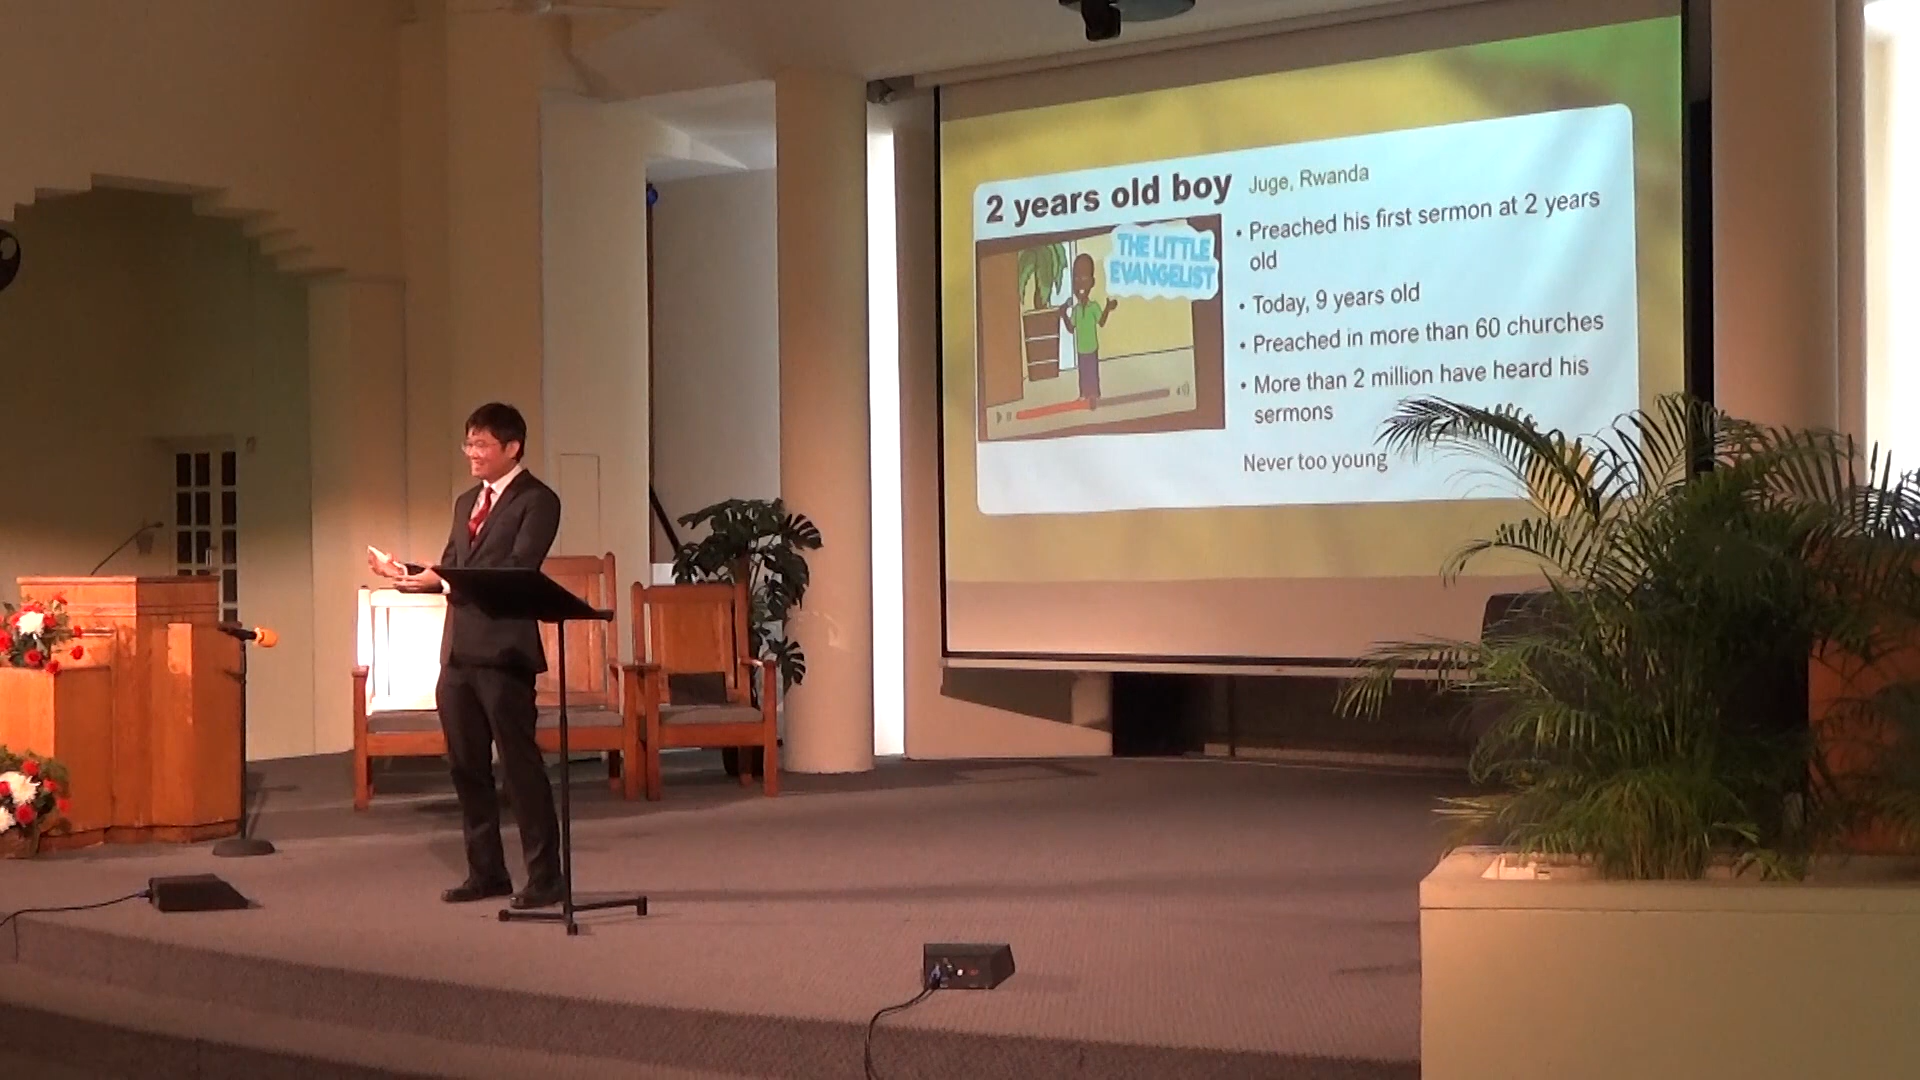 2 years old boy Juge, Rwanda
THE LITTLE
EVANGELIST
• Preached his first sermon at 2 years
old
• Today, 9 years old
• Preached in more than 60 churches
• More than 2 million have heard his
sermons
Never too young